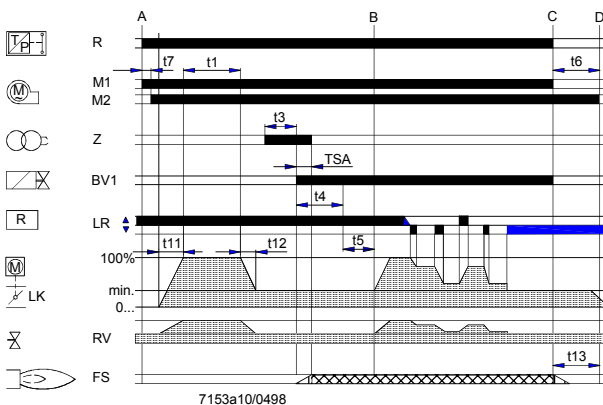 A B C D
T P R
t7 t1 t6
M M1
M2
Z
t3
TSA
BV1
t4
R LR
t11 t12 t5
M 100%
LK min.
0...
RV
FS
t13
7153a10/0498